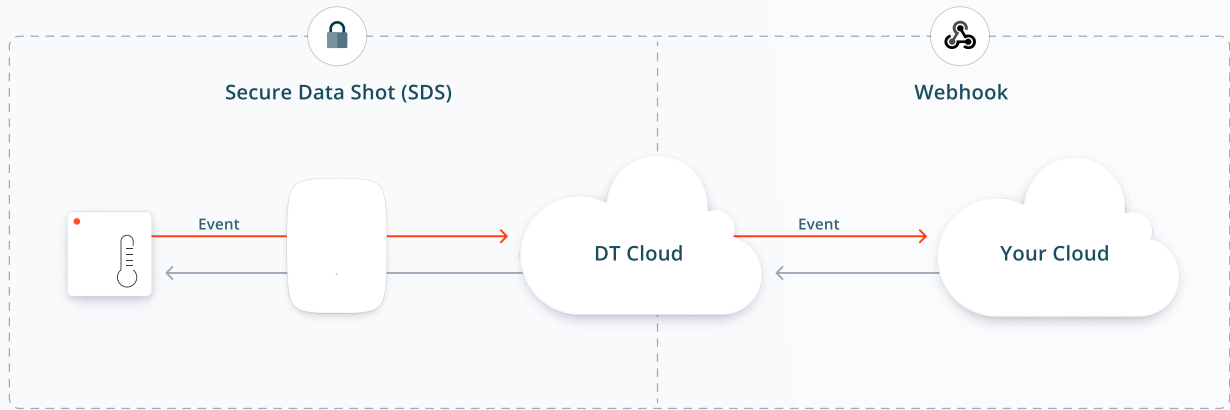 Secure Data Shot (SDS)
Webhook
Event
Event
DT Cloud
Your Cloud